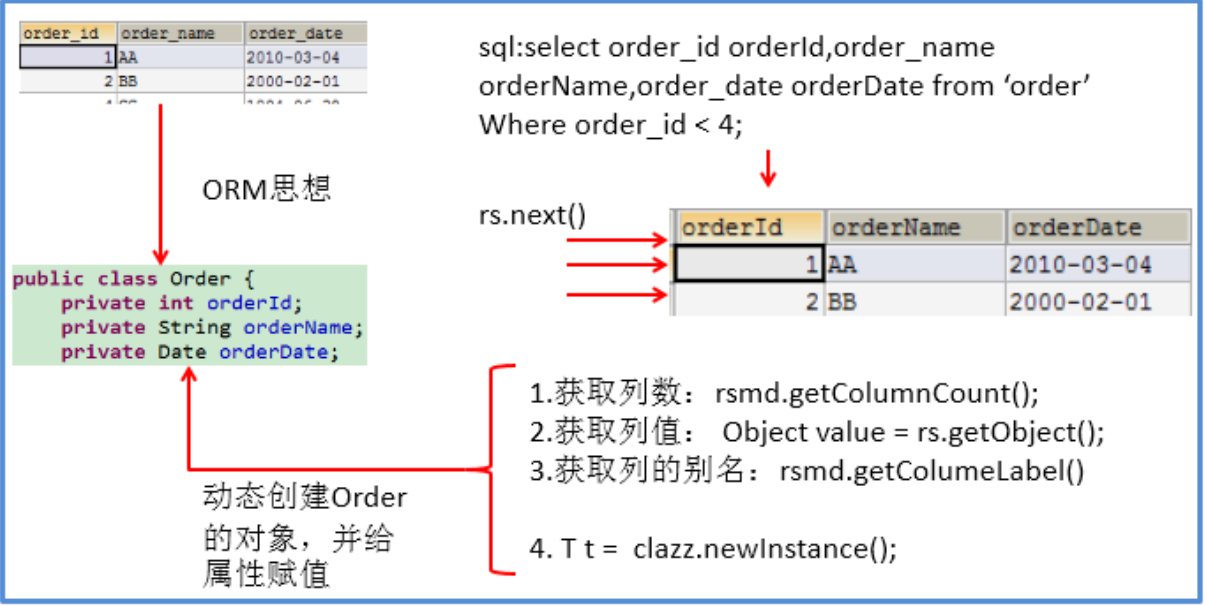 order_id order_name order_date
1 AA 2010-03-04
2 BB 2000-02-01
ORM思想
public class Order {
private int orderId;
private String orderName;
private Date orderDate;
动态创建Order
的对象，并给
属性赋值
sql:select order_id orderId,order_name
orderName,order_date orderDate from ‘order’
Where order_id < 4;
rs.next()
orderId orderName orderDate
1 AA 2010-03-04
2 BB 2000-02-01
1.获取列数：rsmd.getColumnCount();
2.获取列值： Object value = rs.getObject();
3.获取列的别名：rsmd.getColumeLabel()
4. T t = clazz.newInstance();